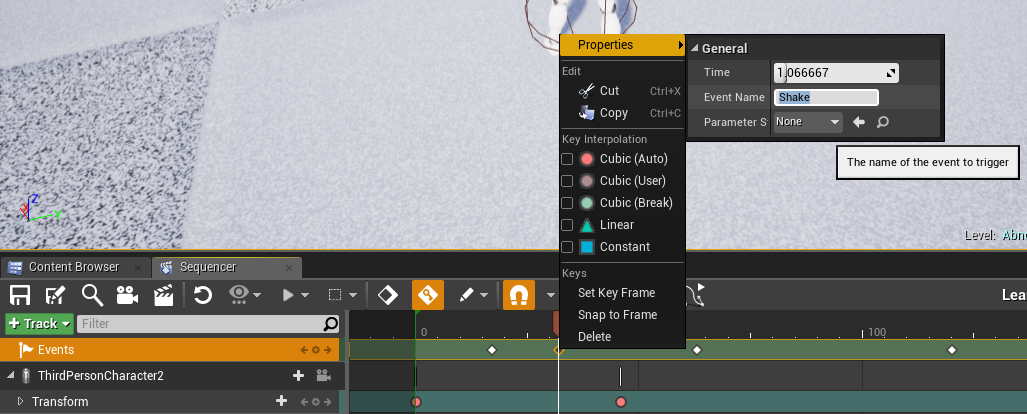 Properties
General
Time 1.066667
Edit
Event Name Shake
Cut Ctrl+X
Copy Ctrl+C
Parameter S None
Key Interpolation
Cubic (Auto)
The name of the event to trigger
Cubic (User)
Cubic (Break)
Linear
Constant
Z
X Y
Level: Abno
Content Browser
Sequencer
Keys
Set Key Frame
Snap to Frame
Delete
Lea
Track
Filter
0
100
Events
ThirdPersonCharacter2
Transform